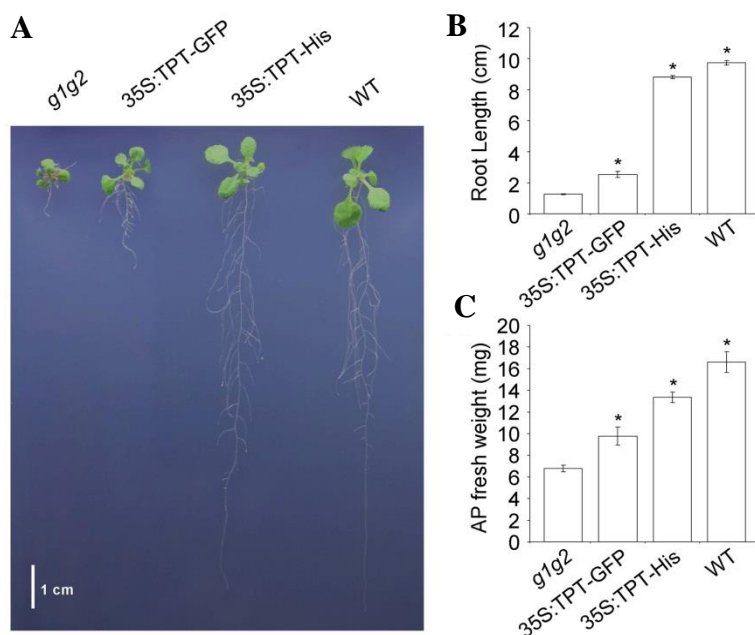 A
g1g2
35S:TPT-GFP
35S:TPT-His
WT
1 cm
B
Root Length (cm)
12
10
8
6
4
2
0
*
*
*
g1g2
35S:TPT-GFP
35S:TPT-His
WT
C
AP fresh weight (mg)
20
18
16
14
12
10
8
6
4
2
0
*
*
*
g1g2
35S:TPT-GFP
35S:TPT-His
WT